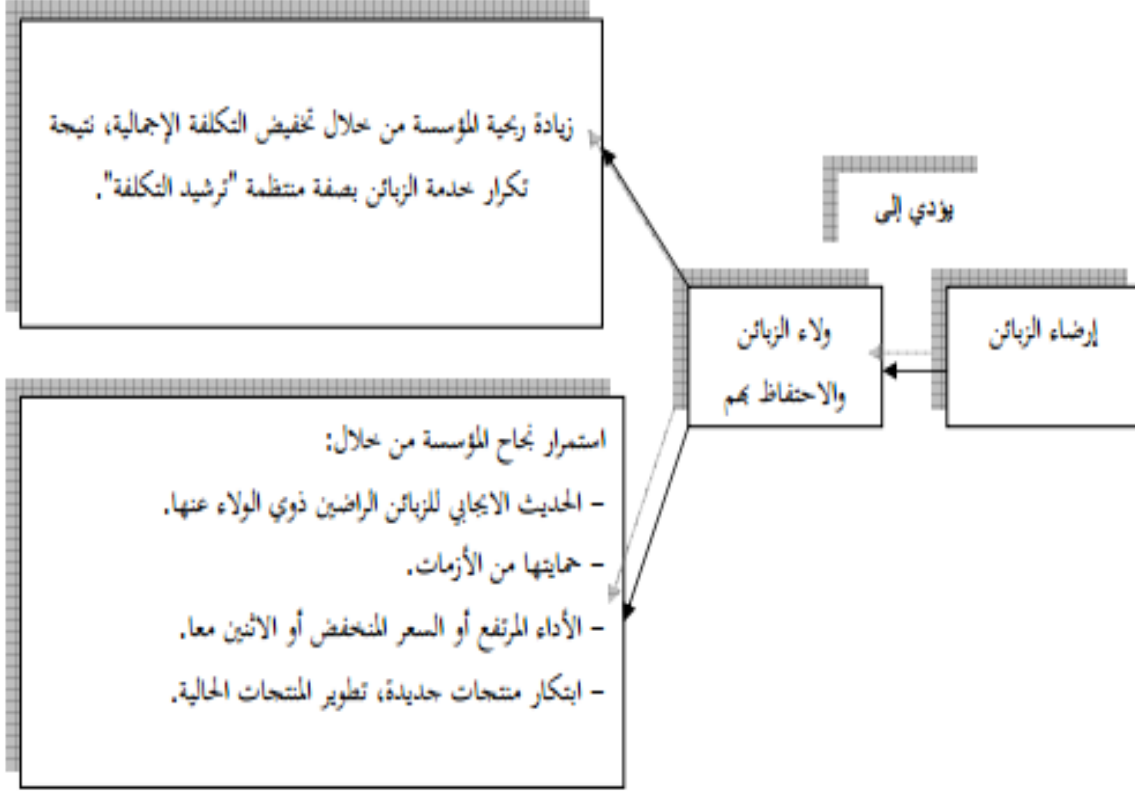 يؤدي إلى
إرضاء الزبائن
ولاء الزبائن
والاحتفاظ بهم
زيادة ربحية المؤسسة من خلال تخفيض التكلفة الإجمالية، نتيجة
تكرار خدمة الزبائن بصفة منتظمة "ترشيد التكلفة".
استمرار نجاح المؤسسة من خلال:
- الحديث الايجابي للزبائن الراضين ذوي الولاء عنها.
- حمايتها من الأزمات.
- الأداء المرتفع أو السعر المنخفض أو الاثنين معا.
- ابتكار منتجات جديدة، تطوير المنتجات الحالية.